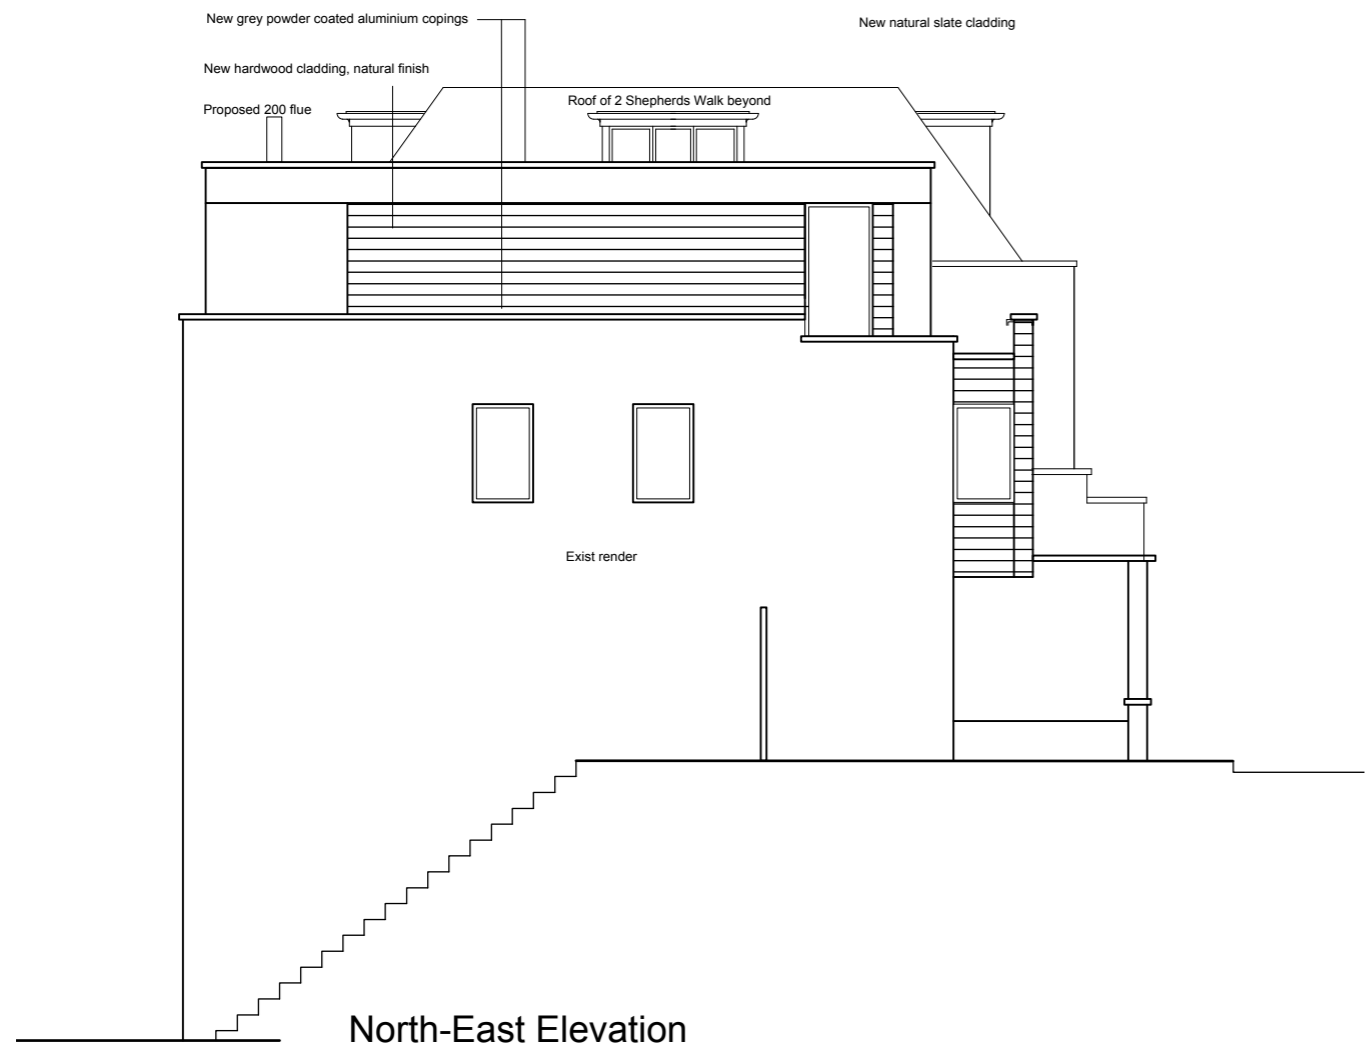 New grey powder coated aluminium copings
New natural slate cladding
New hardwood cladding, natural finish
Proposed 200 flue
Roof of 2 Shepherds Walk beyond
Exist render
North-East Elevation